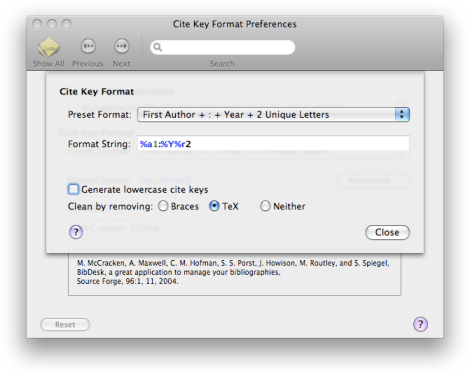 Cite Key Format Preferences
Show All Previous Next Search
Cite Key Format
Preset Format: First Author + : + Year + 2 Unique Letters
Format String: %a1:%Y%r2
Generate lowercase cite keys
Clean by removing: Braces TeX Neither
? Close
M. McCracken, A. Maxwell, C. M. Hofman, S. S. Porst, J. Howison, M. Routley, and S. Spiegel,
BibDesk, a great application to manage your bibliographies,
Source Forge, 96:1, 11, 2004.
Reset ?